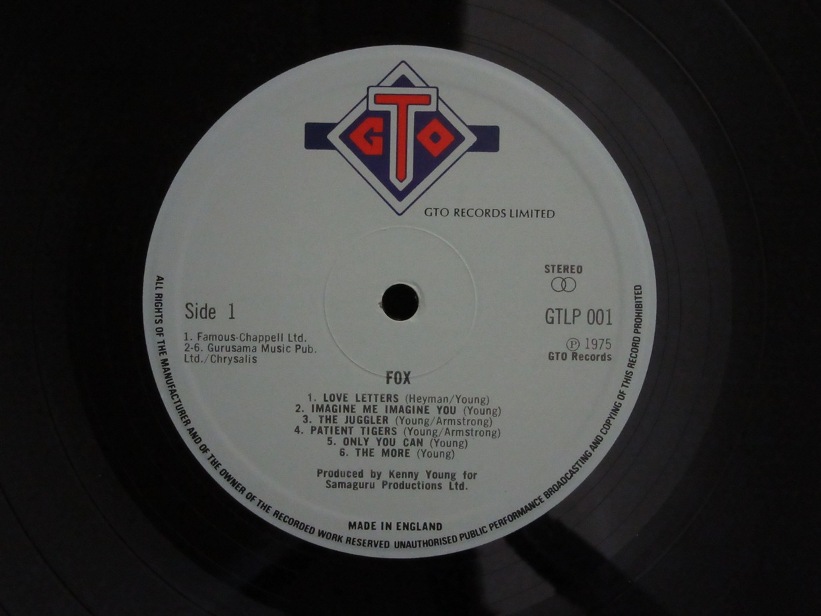 GTO
GTO RECORDS LIMITED
STEREO
Side 1
GTLP 001
1. Famous-Chappell Ltd.
2-6. Gurusama Music Pub.
Ltd./Chrysalis
℗ 1975
GTO Records
FOX
1. LOVE LETTERS (Heyman/Young)
2. IMAGINE ME IMAGINE YOU (Young)
3. THE JUGGLER (Young/Armstrong)
4. PATIENT TIGERS (Young/Armstrong)
5. ONLY YOU CAN (Young)
6. THE MORE (Young)
Produced by Kenny Young for
Samaguru Productions Ltd.
MADE IN ENGLAND
ALL RIGHTS OF THE MANUFACTURER AND OF THE OWNER OF THE RECORDED WORK RESERVED UNAUTHORISED PUBLIC PERFORMANCE BROADCASTING AND COPYING OF THIS RECORD PROHIBITED